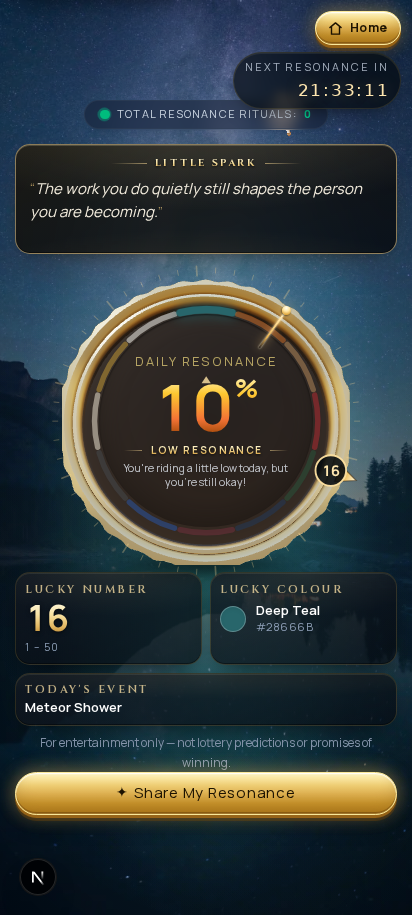 Home
NEXT RESONANCE IN
21:33:11
TOTAL RESONANCE RITUALS: 0
LITTLE SPARK
"The work you do quietly still shapes the person
you are becoming."
DAILY RESONANCE
10%
LOW RESONANCE
You're riding a little low today, but
you're still okay!
16
LUCKY NUMBER
16
1 – 50
LUCKY COLOUR
Deep Teal
#28666B
TODAY'S EVENT
Meteor Shower
For entertainment only — not lottery predictions or promises of
winning.
✦ Share My Resonance
N